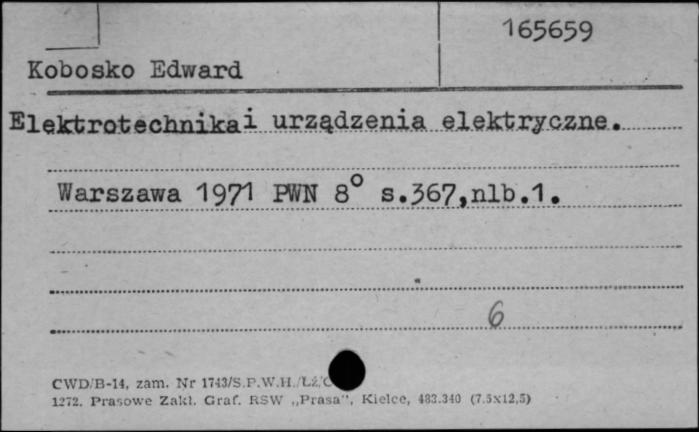 165659
Kobosko Edward
Elektrotechnika i urządzenia elektryczne.
Warszawa 1971 PWN 8° s.367,nlb.1.
6
CWD/B-14, zam. Nr 1743/S.P.W.H./Łź/
1272. Prasowe Zakł. Graf. RSW „Prasa", Kielce, 483.340 (7.5x12,5)